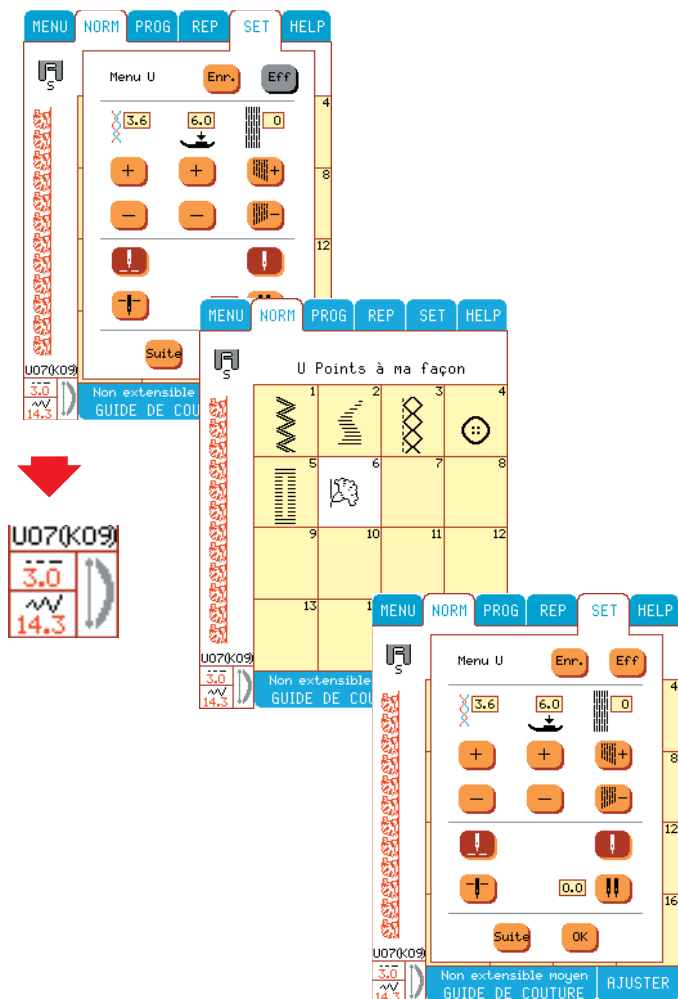 MENU NORM PROG REP SET HELP
S
Menu U Enr. Eff
3.6 6.0 0
+ + +
− − −
4
8
12
Suite
U07(K09)
3.0
14.3
Non extensible
GUIDE DE COU
U07(K09)
3.0
14.3
MENU NORM PROG REP SET HELP
S
U Points à ma façon
1 2 3 4
5 6 7 8
9 10 11 12
13 1
U07(K09)
3.0
14.3
Non extensible
GUIDE DE COU
MENU NORM PROG REP SET HELP
S
Menu U Enr. Eff
3.6 6.0 0
+ + +
− − −
0.0
4
8
12
16
Suite OK
U07(K09)
3.0
14.3
Non extensible moyen
GUIDE DE COUTURE
AJUSTER